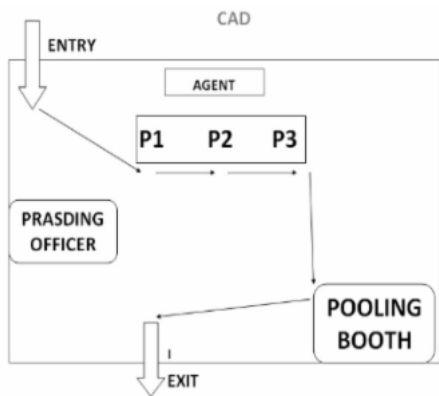 CAD
ENTRY
AGENT
P1 P2 P3
PRASDING
OFFICER
POOLING
BOOTH
I
EXIT